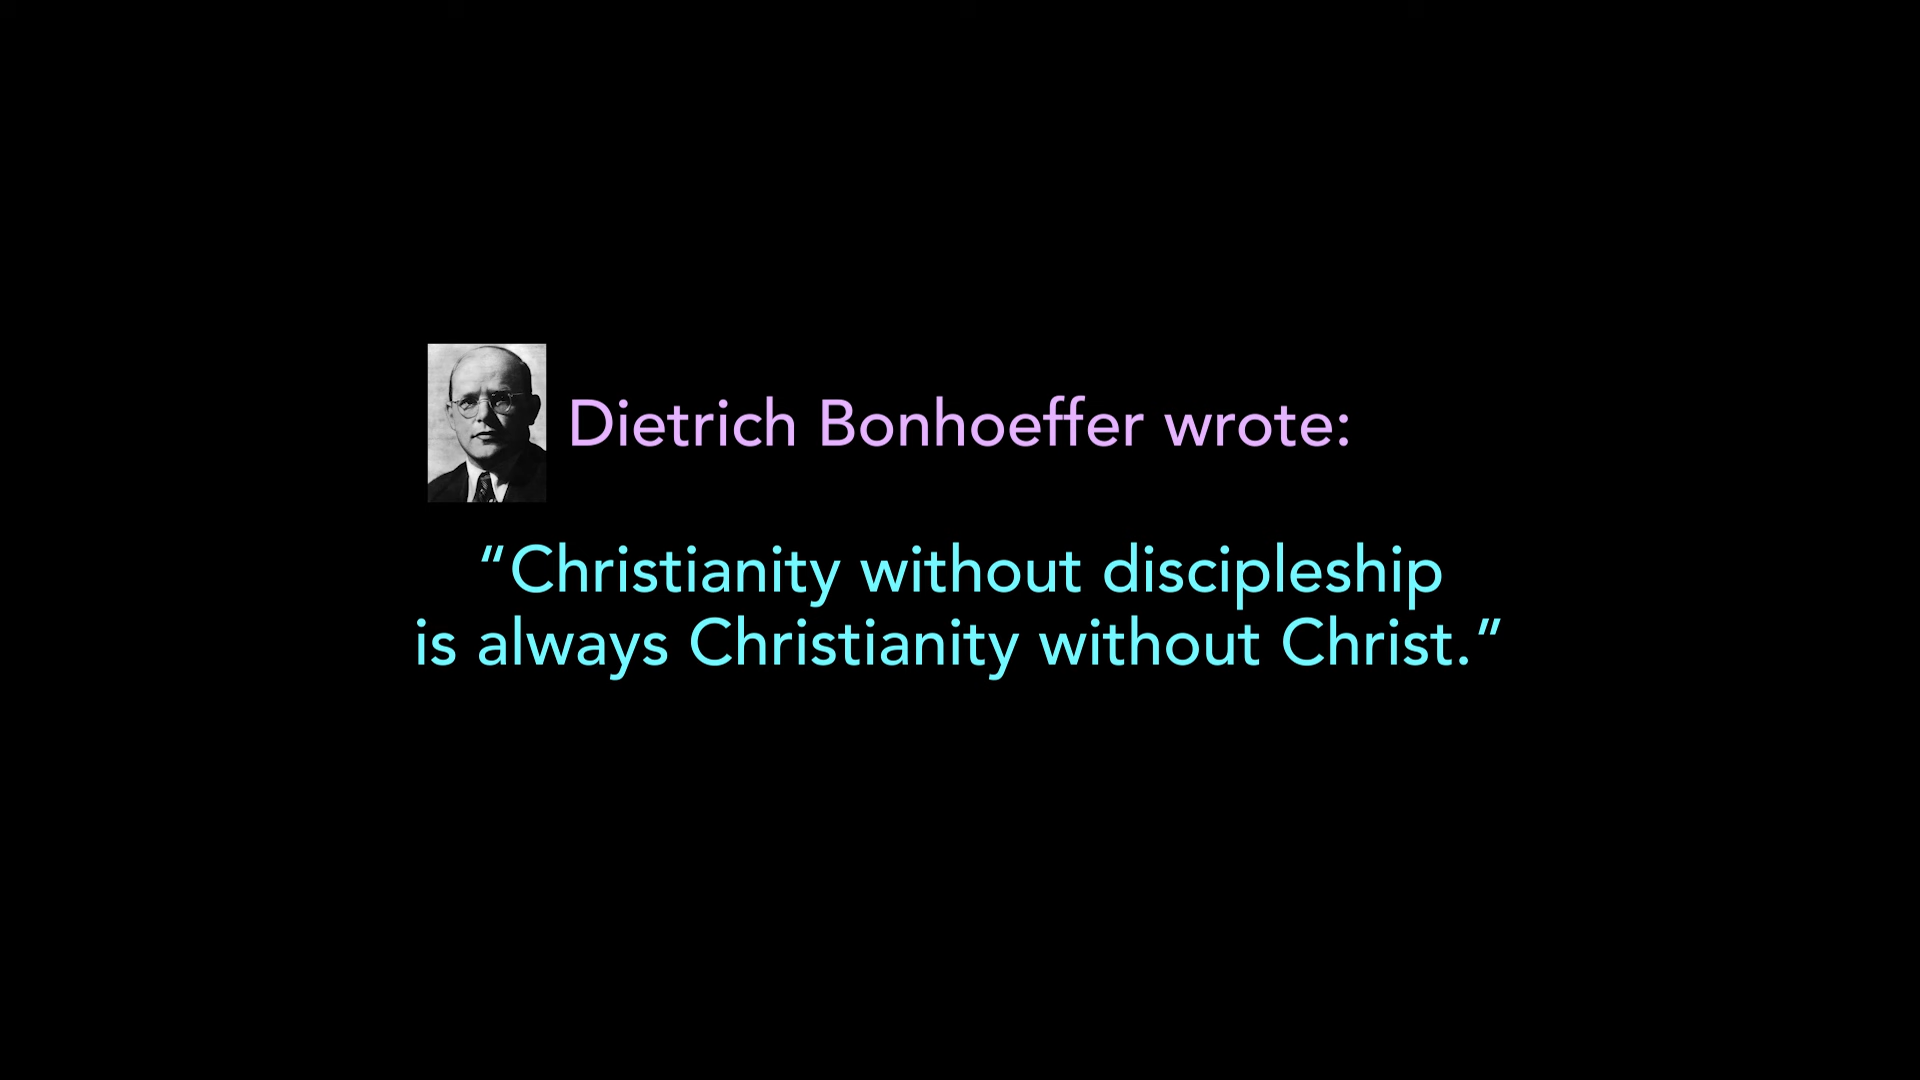 Dietrich Bonhoeffer wrote:
“Christianity without discipleship
is always Christianity without Christ.”